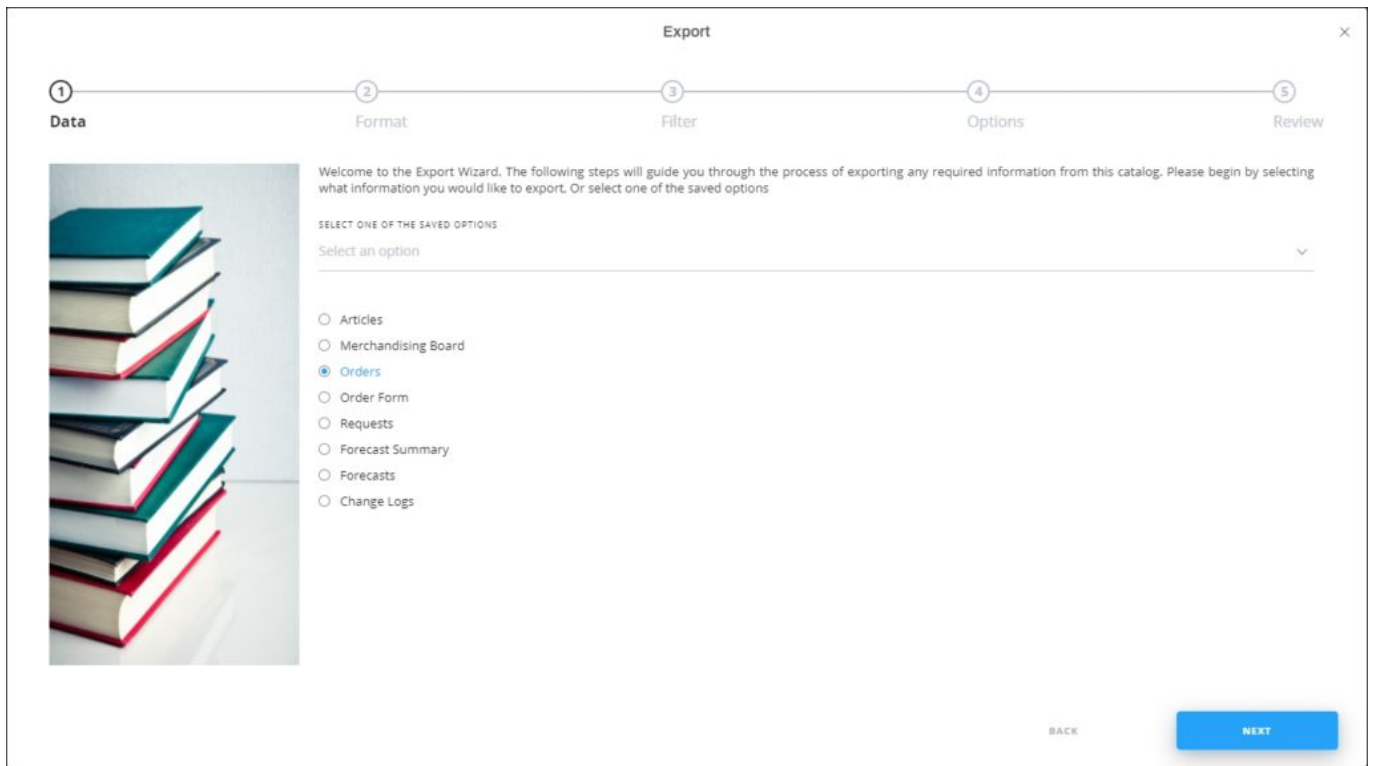 Export
1
2
3
4
5
Data
Format
Filter
Options
Review
Welcome to the Export Wizard. The following steps will guide you through the process of exporting any required information from this catalog. Please begin by selecting
what information you would like to export. Or select one of the saved options
SELECT ONE OF THE SAVED OPTIONS
Select an option
Articles
Merchandising Board
Orders
Order Form
Requests
Forecast Summary
Forecasts
Change Logs
BACK
NEXT